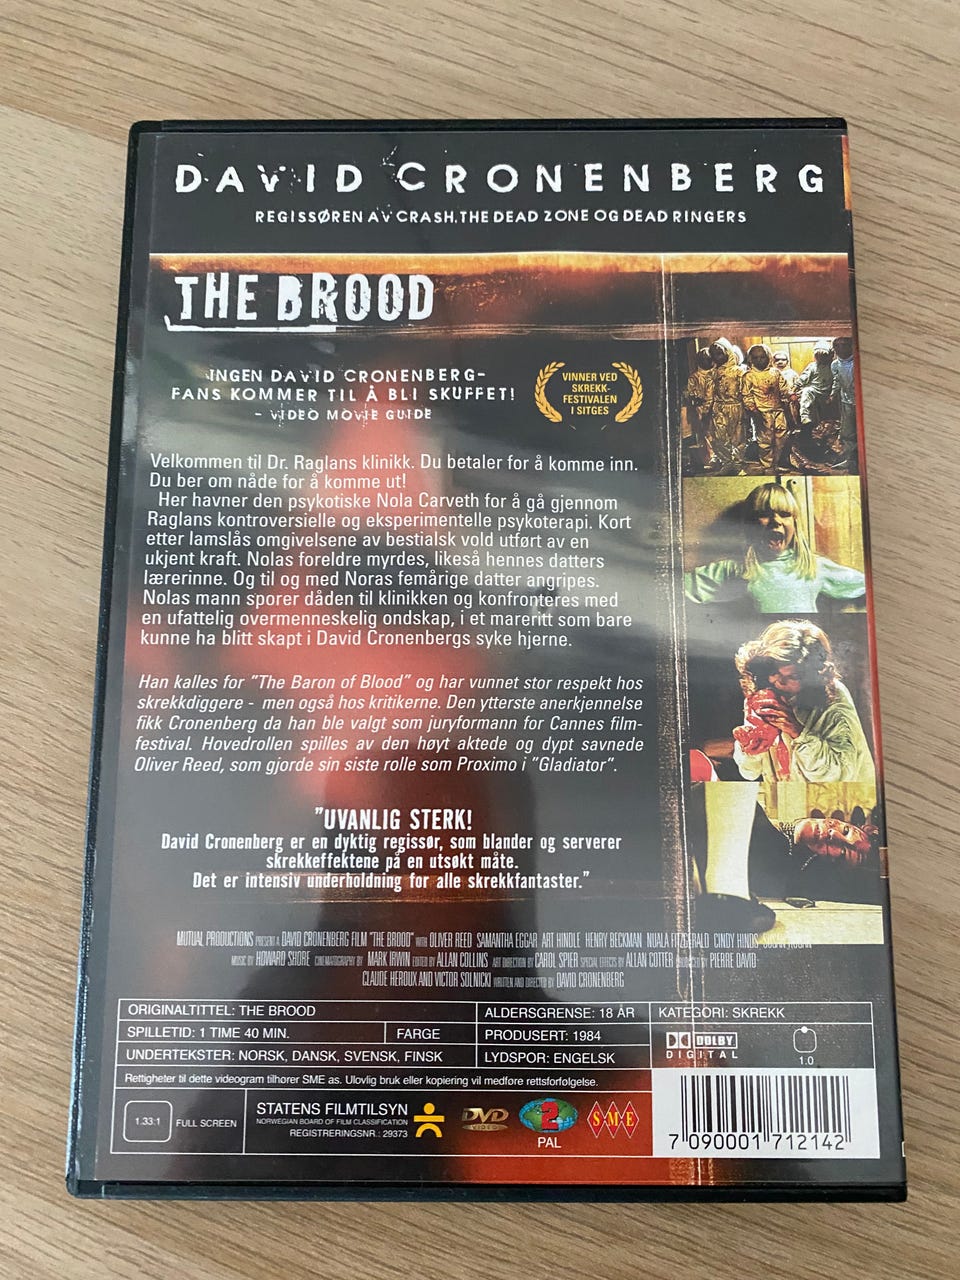 DAVID CRONENBERG
REGISSØREN AV CRASH, THE DEAD ZONE OG DEAD RINGERS
THE BROOD
INGEN DAVID CRONENBERG-
FANS KOMMER TIL Å BLI SKUFFET!
- VIDEO MOVIE GUIDE
VINNER VED
SKREKK-
FESTIVALEN
I SITGES
Velkommen til Dr. Raglans klinikk. Du betaler for å komme inn.
Du ber om nåde for å komme ut!
Her havner den psykotiske Nola Carveth for å gå gjennom
Raglans kontroversielle og eksperimentelle psykoterapi. Kort
etter lamslås omgivelsene av bestialsk vold utført av en
ukjent kraft. Nolas foreldre myrdes, likeså hennes datters
lærerinne. Og til og med Noras femårige datter angripes.
Nolas mann sporer dåden til klinikken og konfronteres med
en ufattelig overmenneskelig ondskap, i et mareritt som bare
kunne ha blitt skapt i David Cronenbergs syke hjerne.
Han kalles for "The Baron of Blood" og har vunnet stor respekt hos
skrekkdiggere - men også hos kritikerne. Den ytterste anerkjennelse
fikk Cronenberg da han ble valgt som juryformann for Cannes film-
festival. Hovedrollen spilles av den høyt aktede og dypt savnede
Oliver Reed, som gjorde sin siste rolle som Proximo i "Gladiator".
"UVANLIG STERK!
David Cronenberg er en dyktig regissør, som blander og serverer
skrekkeffektene på en utsøkt måte.
Det er intensiv underholdning for alle skrekkfantaster."
MUTUAL PRODUCTIONS PRESENT A DAVID CRONENBERG FILM "THE BROOD" WITH OLIVER REED SAMANTHA EGGAR ART HINDLE HENRY BECKMAN NUALA FITZGERALD CINDY HINDS
MUSIC BY HOWARD SHORE CINEMATOGRAPHY BY MARK IRWIN EDITED BY ALLAN COLLINS ART DIRECTION BY CAROL SPIER SPECIAL EFFECTS BY ALLAN COTTER PRODUCED BY PIERRE DAVID
CLAUDE HEROUX AND VICTOR SOLNICKI WRITTEN AND DIRECTED BY DAVID CRONENBERG
ORIGINALTITTEL: THE BROOD ALDERSGRENSE: 18 ÅR KATEGORI: SKREKK
SPILLETID: 1 TIME 40 MIN. FARGE PRODUSERT: 1984
UNDERTEKSTER: NORSK, DANSK, SVENSK, FINSK LYDSPOR: ENGELSK
DOLBY
DIGITAL
1.0
Rettigheter til dette videogram tilhører SME as. Ulovlig bruk eller kopiering vil medføre rettsforfølgelse.
1.33:1 FULL SCREEN
STATENS FILMTILSYN
NORWEGIAN BOARD OF FILM CLASSIFICATION
REGISTRERINGSNR.: 29373
DVD
VIDEO
2
PAL
SME
7 090001 712142